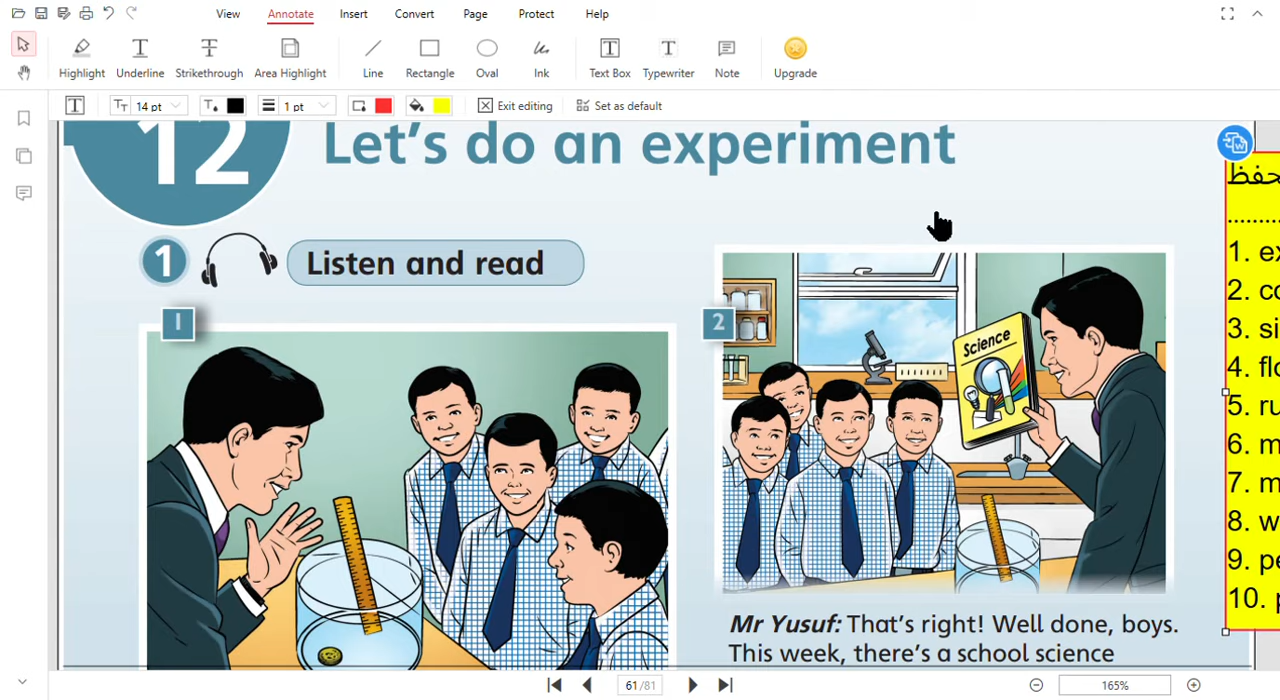 View Annotate Insert Convert Page Protect Help
Highlight Underline Strikethrough Area Highlight Line Rectangle Oval Ink Text Box Typewriter Note Upgrade
14 pt 1 pt Exit editing Set as default
12 Let's do an experiment
1 Listen and read
1
2
Science
Mr Yusuf: That's right! Well done, boys.
This week, there's a school science
1.
2.
3.
4.
5.
6.
7.
8.
9.
10.
61 /81
165%